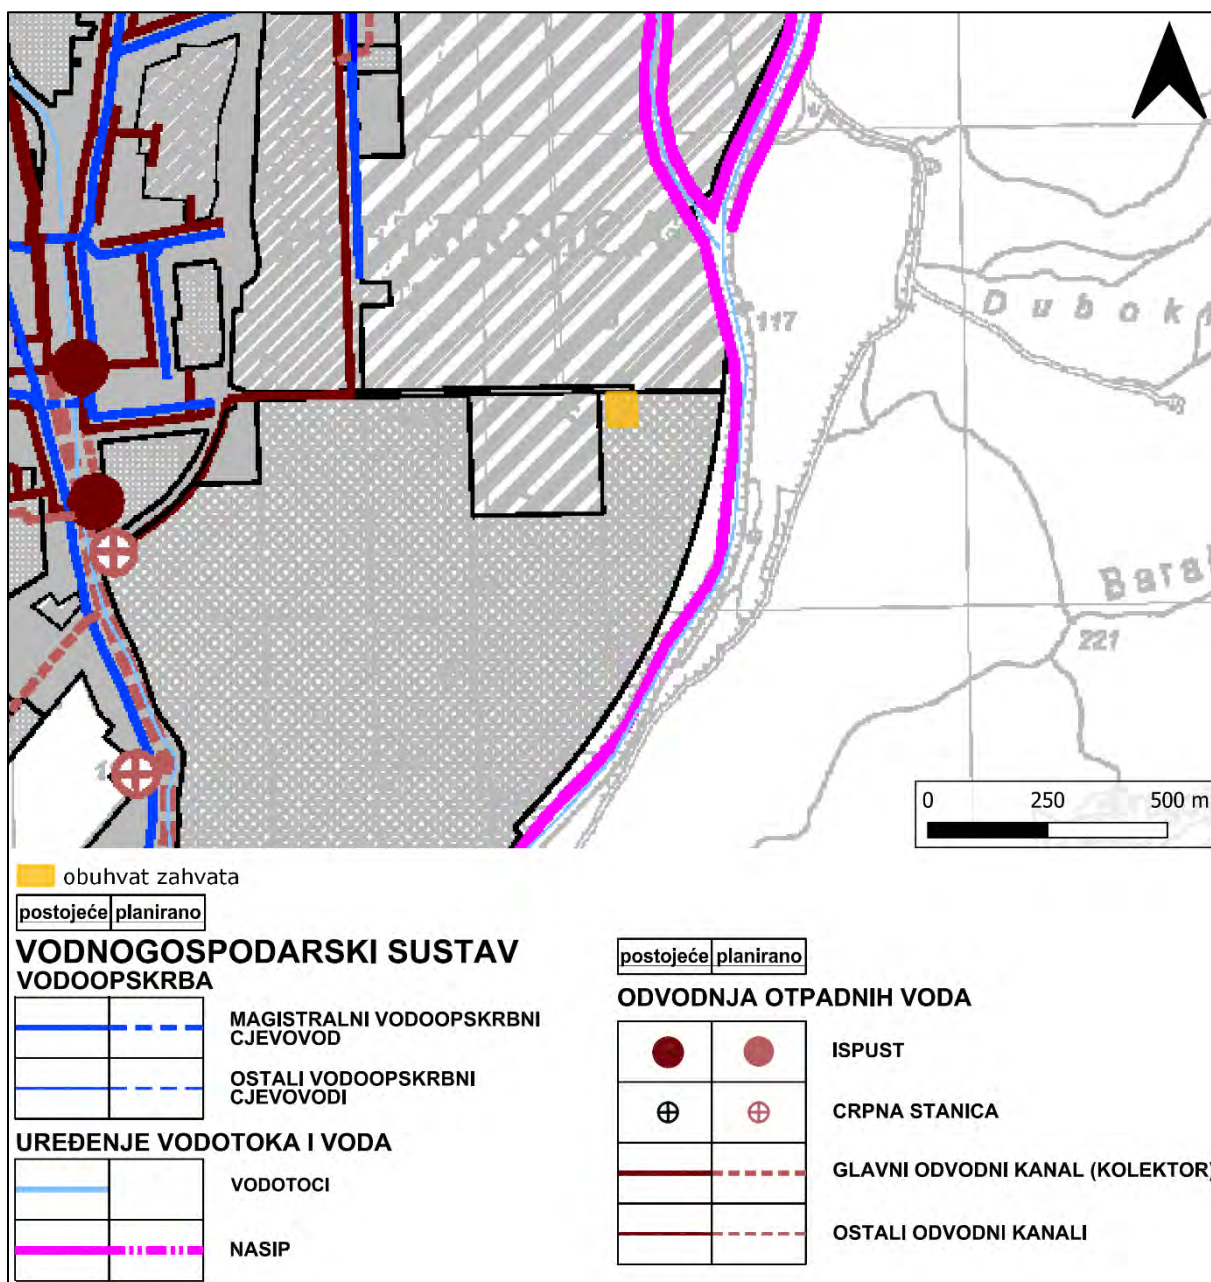 117
Dubok
Bara
221
0 250 500 m
obuhvat zahvata
postojeće planirano
VODNOGOSPODARSKI SUSTAV
VODOOPSKRBA
MAGISTRALNI VODOOPSKRBNI
CJEVOVOD
OSTALI VODOOPSKRBNI
CJEVOVODI
UREĐENJE VODOTOKA I VODA
VODOTOCI
NASIP
postojeće planirano
ODVODNJA OTPADNIH VODA
ISPUST
CRPNA STANICA
GLAVNI ODVODNI KANAL (KOLEKTOR)
OSTALI ODVODNI KANALI